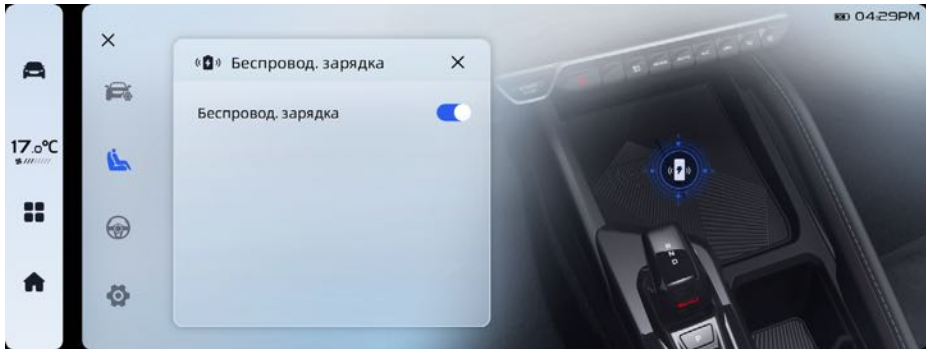 04:29PM
Беспровод. зарядка
Беспровод. зарядка
17.0°C
R
N
D
P